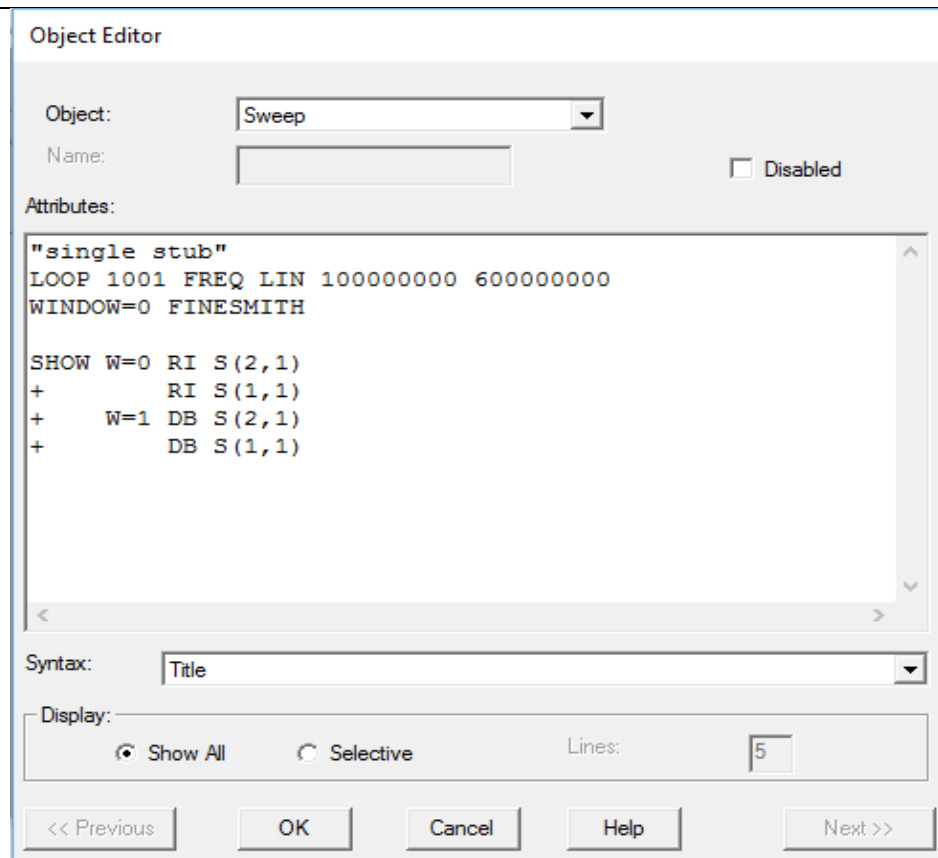 Object Editor
Object: Sweep
Name: Disabled
Attributes:
"single stub"
LOOP 1001 FREQ LIN 100000000 600000000
WINDOW=0 FINESMITH
SHOW W=0 RI S(2,1)
+ RI S(1,1)
+ W=1 DB S(2,1)
+ DB S(1,1)
Syntax: Title
Display:
Show All Selective Lines: 5
<< Previous OK Cancel Help Next >>